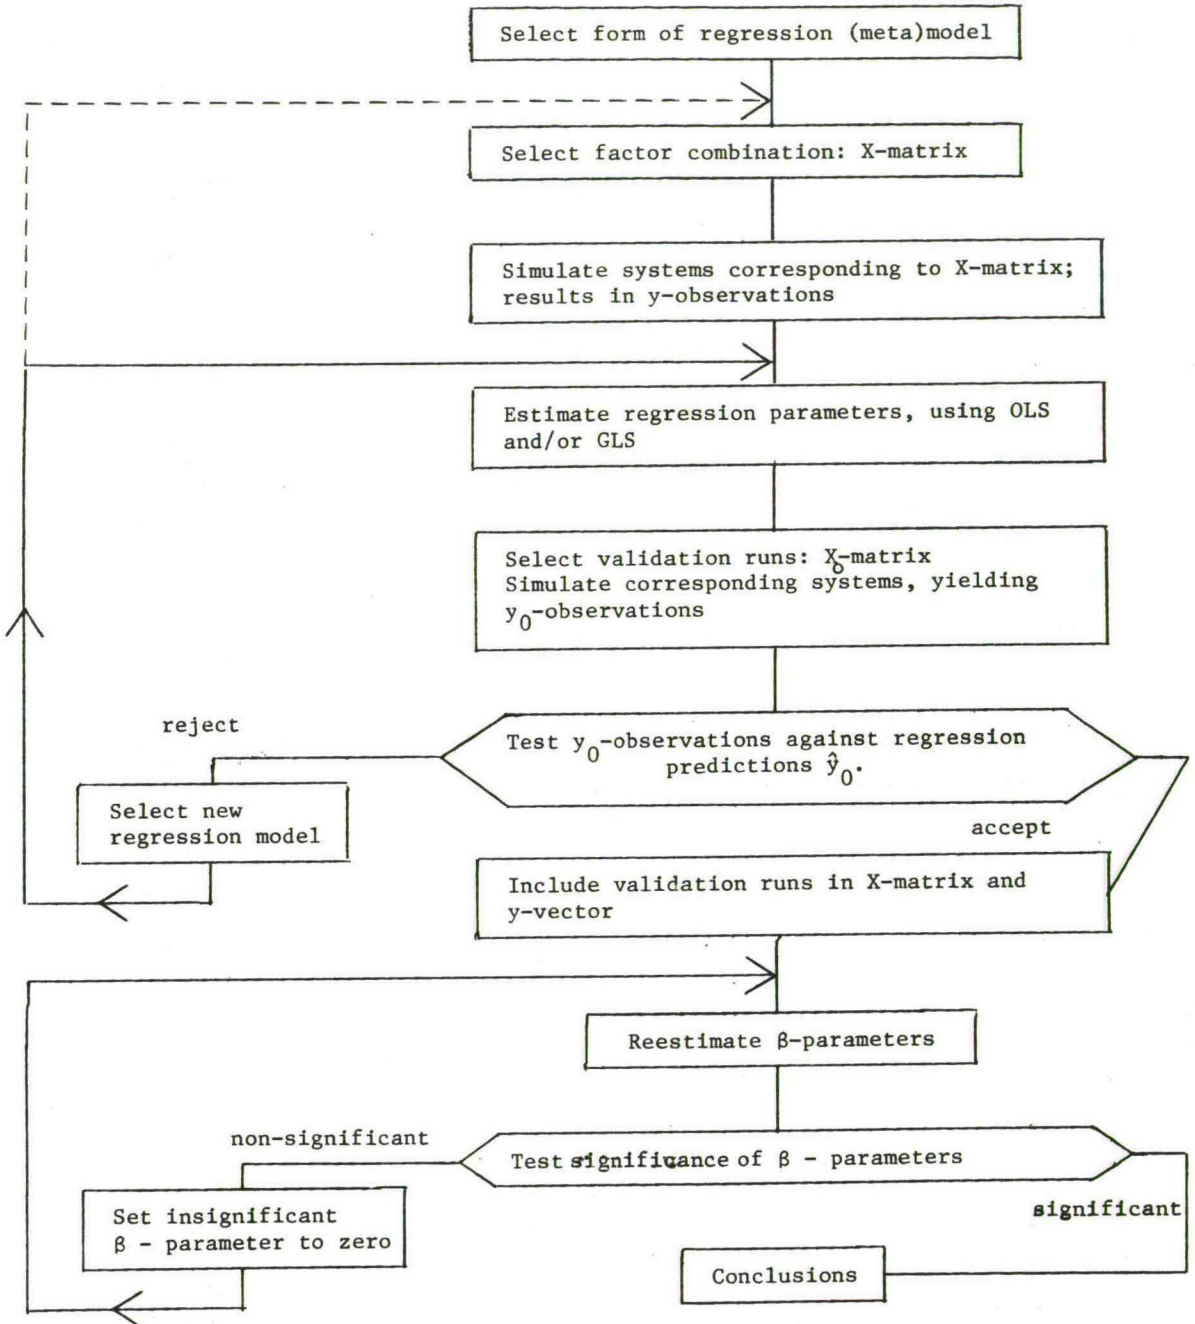 Select form of regression (meta)model
Select factor combination: X-matrix
Simulate systems corresponding to X-matrix;
results in y-observations
Estimate regression parameters, using OLS
and/or GLS
Select validation runs: X₀-matrix
Simulate corresponding systems, yielding
y₀-observations
reject
Test y₀-observations against regression
predictions ŷ₀.
Select new
regression model
accept
Include validation runs in X-matrix and
y-vector
Reestimate β-parameters
non-significant
Test significance of β - parameters
Set insignificant
β - parameter to zero
significant
Conclusions